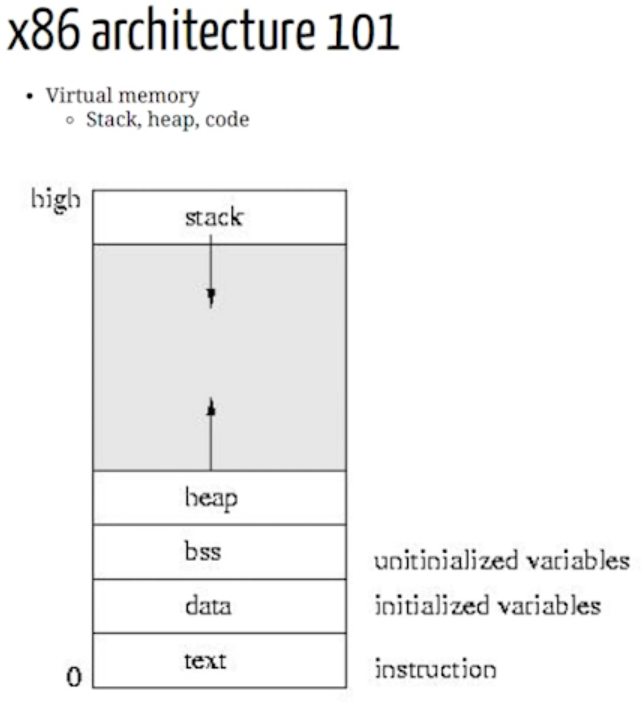 x86 architecture 101
• Virtual memory
◦ Stack, heap, code
high
stack
heap
bss
unitinialized variables
data
initialized variables
text
0
instruction